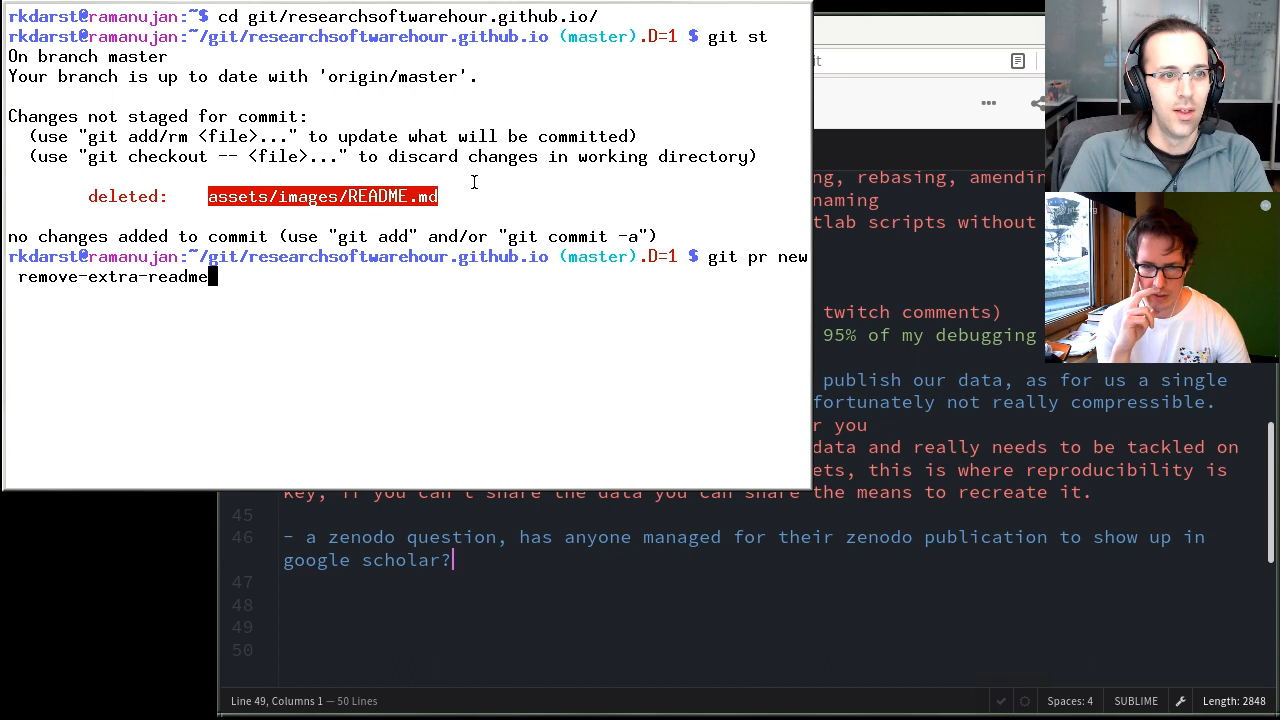 rkdarst@ramanujan:~$ cd git/researchsoftwarehour.github.io/
rkdarst@ramanujan:~/git/researchsoftwarehour.github.io (master).D=1 $ git st
On branch master
Your branch is up to date with 'origin/master'.
Changes not staged for commit:
(use "git add/rm <file>..." to update what will be committed)
(use "git checkout -- <file>..." to discard changes in working directory)
deleted: assets/images/README.md
no changes added to commit (use "git add" and/or "git commit -a")
rkdarst@ramanujan:~/git/researchsoftwarehour.github.io (master).D=1 $ git pr new
remove-extra-readme
it
ng, rebasing, amendin
naming
tlab scripts without
twitch comments)
95% of my debugging
publish our data, as for us a single
fortunately not really compressible.
r you
data and really needs to be tackled on
ets, this is where reproducibility is
key, if you can't share the data you can share the means to recreate it.
45
46 - a zenodo question, has anyone managed for their zenodo publication to show up in
google scholar?
47
48
49
50
Line 49, Columns 1 — 50 Lines
Spaces: 4 SUBLIME Length: 2848